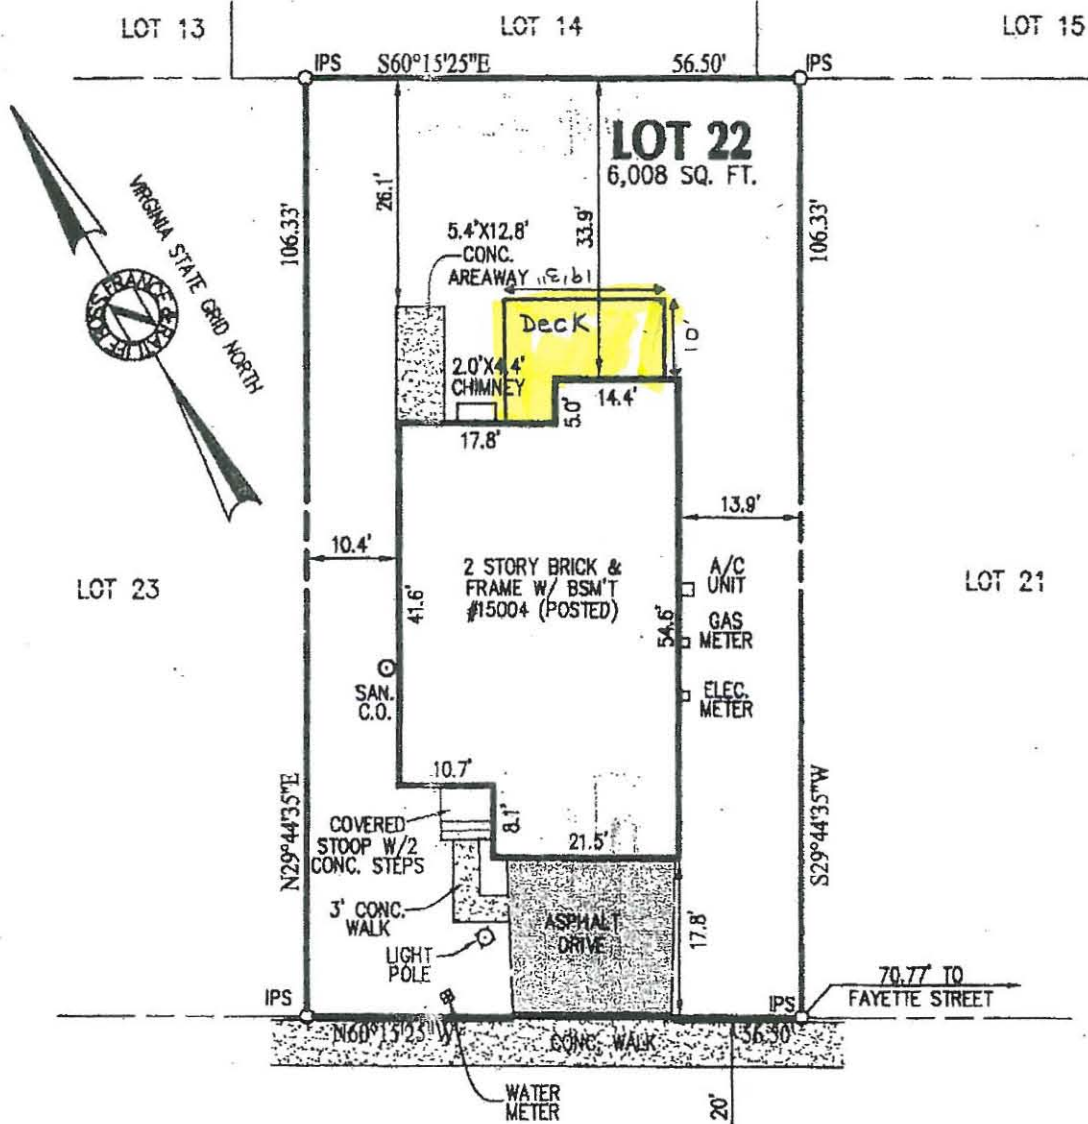 LOT 13
LOT 14
LOT 15
IPS
S60°15'25"E
56.50'
IPS
LOT 22
6,008 SQ. FT.
106.33'
26.1'
33.9'
106.33'
VIRGINIA STATE GRID NORTH
ROSS, FRANCE & RATLIFF
N
5.4'X12.8'
CONC.
AREAWAY
19'3"
Deck
10'
2.0'X4.4'
CHIMNEY
14.4'
5.0'
17.8'
13.9'
10.4'
LOT 23
2 STORY BRICK &
FRAME W/ BSM'T
#15004 (POSTED)
41.6'
54.6'
A/C
UNIT
GAS
METER
ELEC.
METER
LOT 21
SAN.
C.O.
10.7'
8.1'
21.5'
N29°44'35"E
S29°44'35"W
COVERED
STOOP W/2
CONC. STEPS
3' CONC.
WALK
LIGHT
POLE
ASPHALT
DRIVE
17.8'
70.77' TO
FAYETTE STREET
IPS
IPS
N60°15'25"W
CONC. WALK
56.50'
WATER
METER
20'